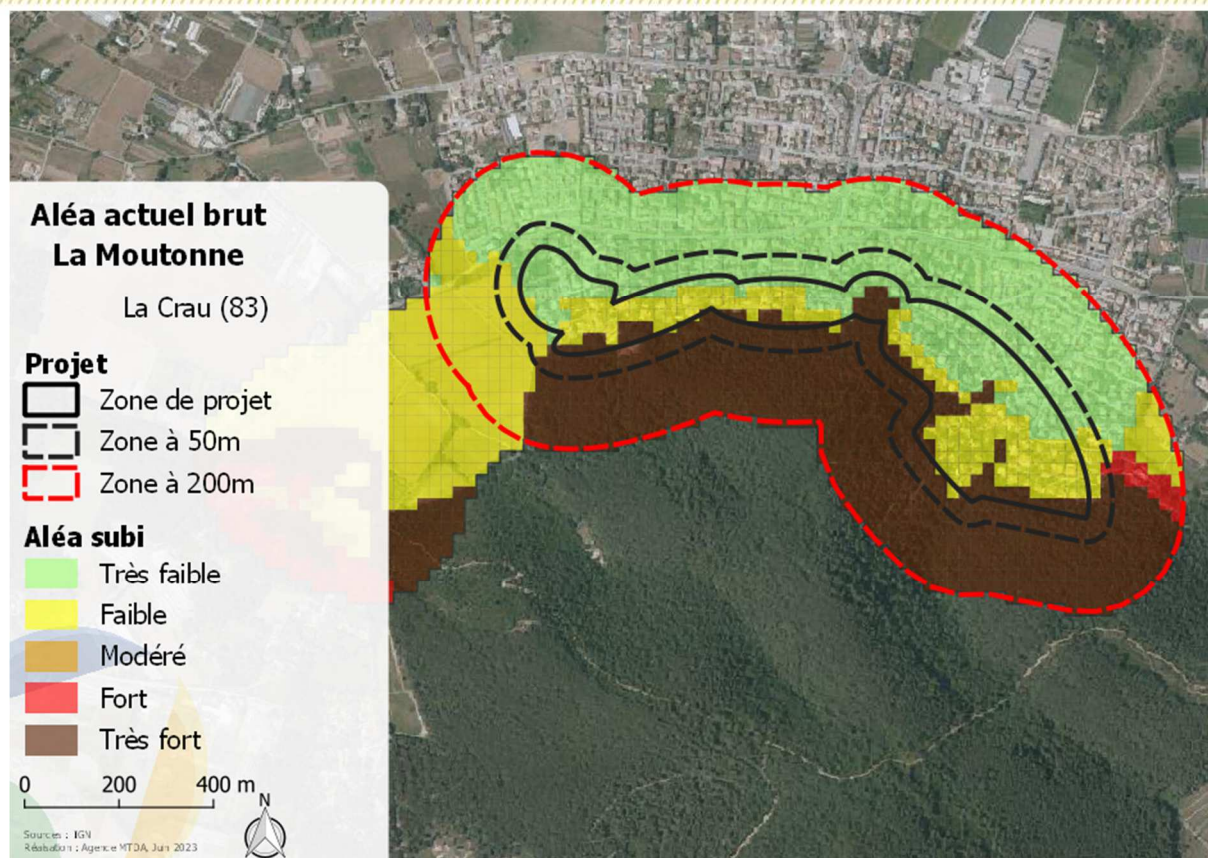 Aléa actuel brut
La Moutonne
La Crau (83)
Projet
Zone de projet
Zone à 50m
Zone à 200m
Aléa subi
Très faible
Faible
Modéré
Fort
Très fort
0 200 400 m
N
Sources : IGN
Réalisation : Agence MTDA, Juin 2023